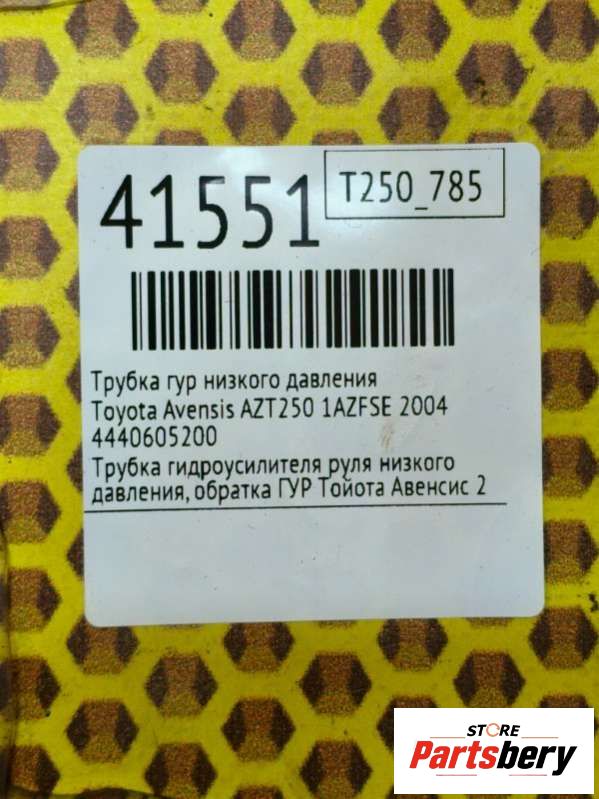 41551
T250_785
Трубка гур низкого давления
Toyota Avensis AZT250 1AZFSE 2004
4440605200
Трубка гидроусилителя руля низкого
давления, обратка ГУР Тойота Авенсис 2
STORE
Partsbery